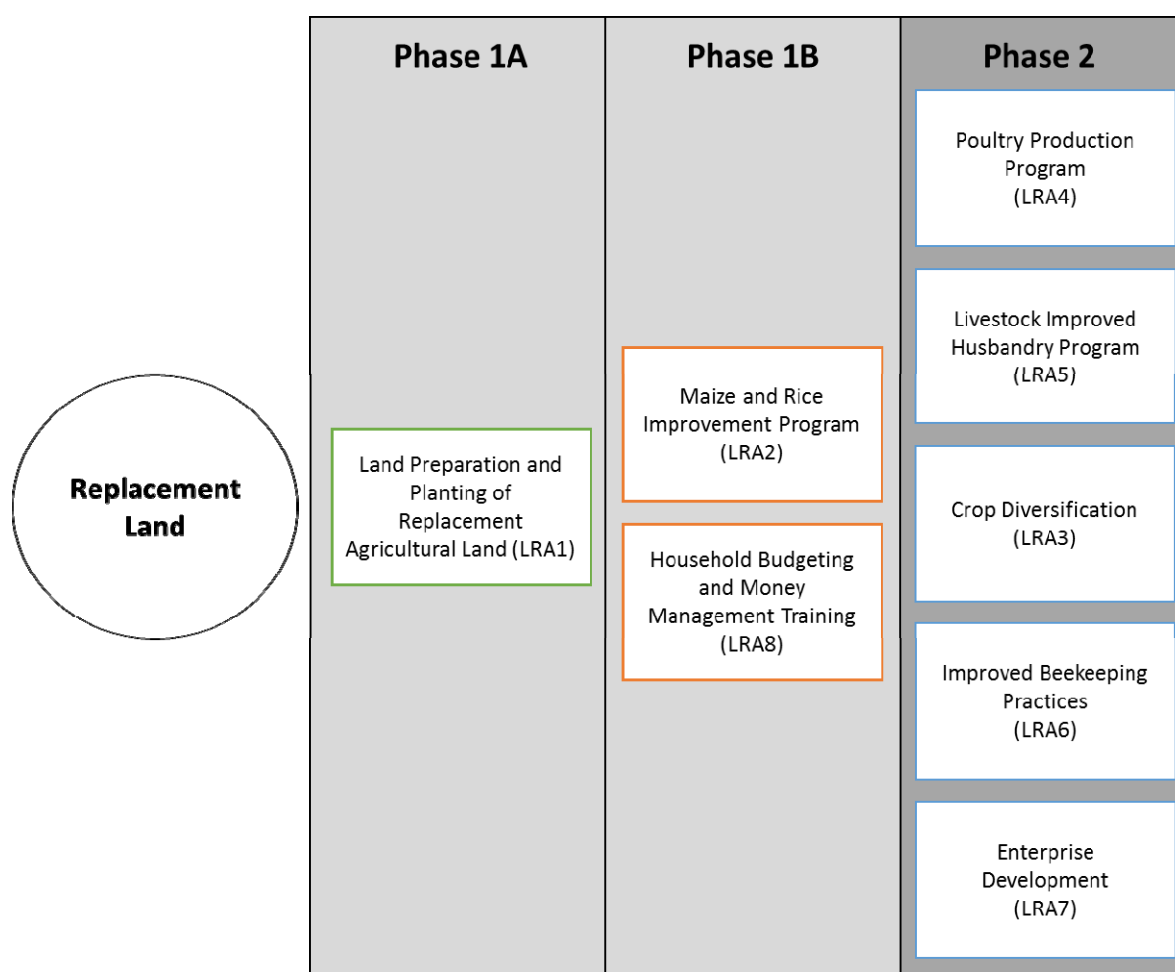 Phase 1A
Phase 1B
Phase 2
Replacement
Land
Land Preparation and
Planting of
Replacement
Agricultural Land (LRA1)
Maize and Rice
Improvement Program
(LRA2)
Household Budgeting
and Money
Management Training
(LRA8)
Poultry Production
Program
(LRA4)
Livestock Improved
Husbandry Program
(LRA5)
Crop Diversification
(LRA3)
Improved Beekeeping
Practices
(LRA6)
Enterprise
Development
(LRA7)